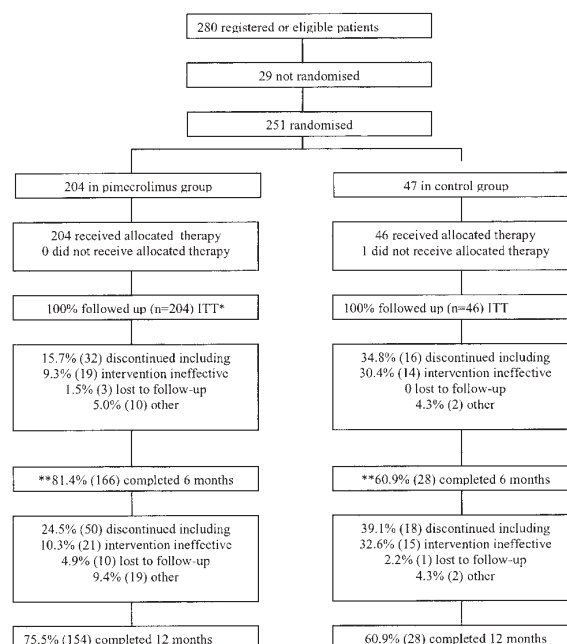 280 registered or eligible patients
29 not randomised
251 randomised
204 in pimecrolimus group
47 in control group
204 received allocated therapy
0 did not receive allocated therapy
46 received allocated therapy
1 did not receive allocated therapy
100% followed up (n=204) ITT*
100% followed up (n=46) ITT
15.7% (32) discontinued including
9.3% (19) intervention ineffective
1.5% (3) lost to follow-up
5.0% (10) other
34.8% (16) discontinued including
30.4% (14) intervention ineffective
0 lost to follow-up
4.3% (2) other
**81.4% (166) completed 6 months
**60.9% (28) completed 6 months
24.5% (50) discontinued including
10.3% (21) intervention ineffective
4.9% (10) lost to follow-up
9.4% (19) other
39.1% (18) discontinued including
32.6% (15) intervention ineffective
2.2% (1) lost to follow-up
4.3% (2) other
75.5% (154) completed 12 months
60.9% (28) completed 12 months